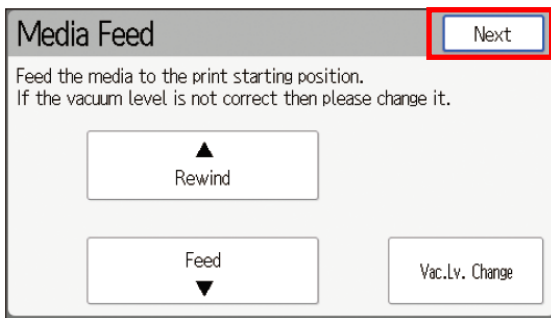 Media Feed
Next
Feed the media to the print starting position.
If the vacuum level is not correct then please change it.
▲
Rewind
Feed
▼
Vac.Lv. Change